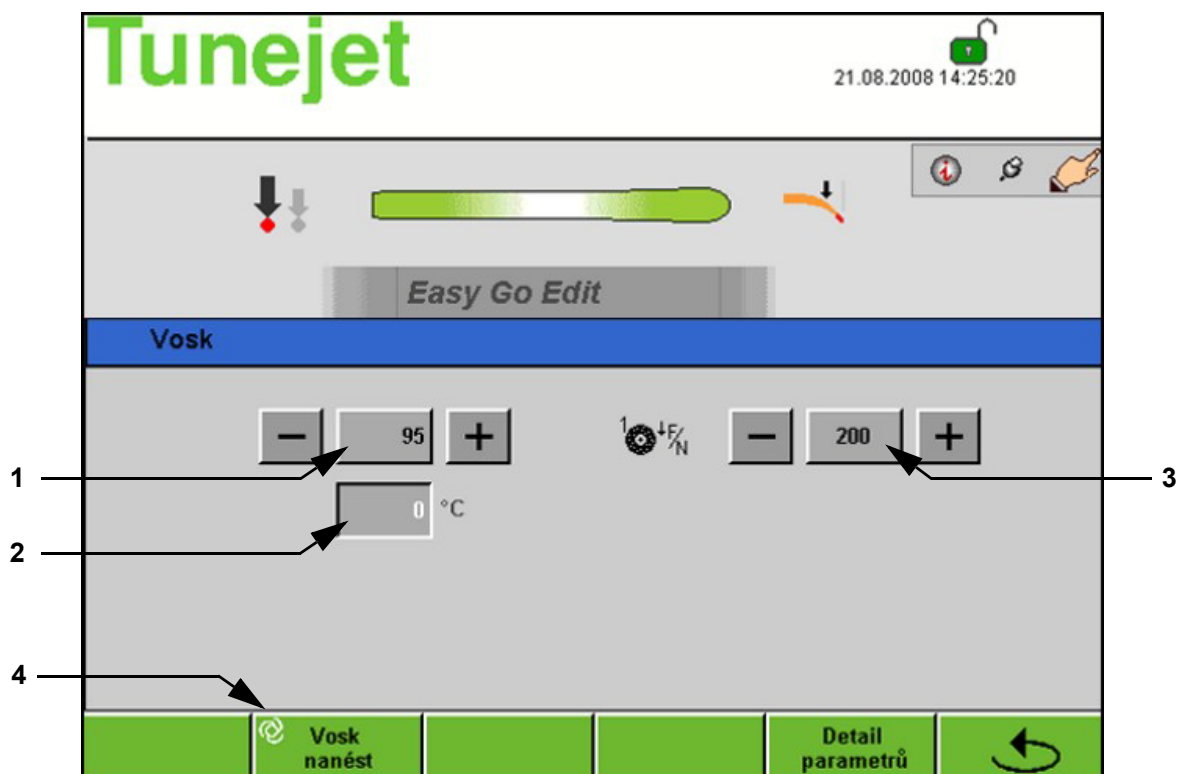 Tunejet
21.08.2008 14:25:20
Easy Go Edit
Vosk
− 95 +
1 F/N
− 200 +
0 °C
1
2
3
4
Vosk
nanést
Detail
parametrů